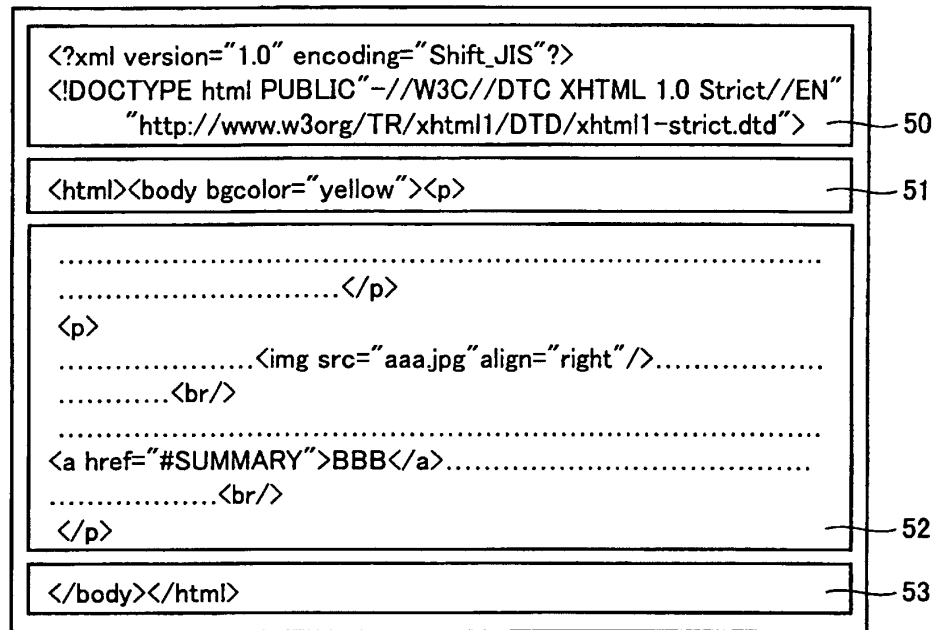 <?xml version="1.0" encoding="Shift_JIS"?>
<!DOCTYPE html PUBLIC"-//W3C//DTC XHTML 1.0 Strict//EN"
"http://www.w3org/TR/xhtml1/DTD/xhtml1-strict.dtd"> 50
<html><body bgcolor="yellow"><p> 51
................................................................................
..............................</p>
<p>
.....................<img src="aaa.jpg"align="right"/>..................
............<br/>
................................................................................
<a href="#SUMMARY">BBB</a>.......................................
..................<br/>
</p> 52
</body></html> 53